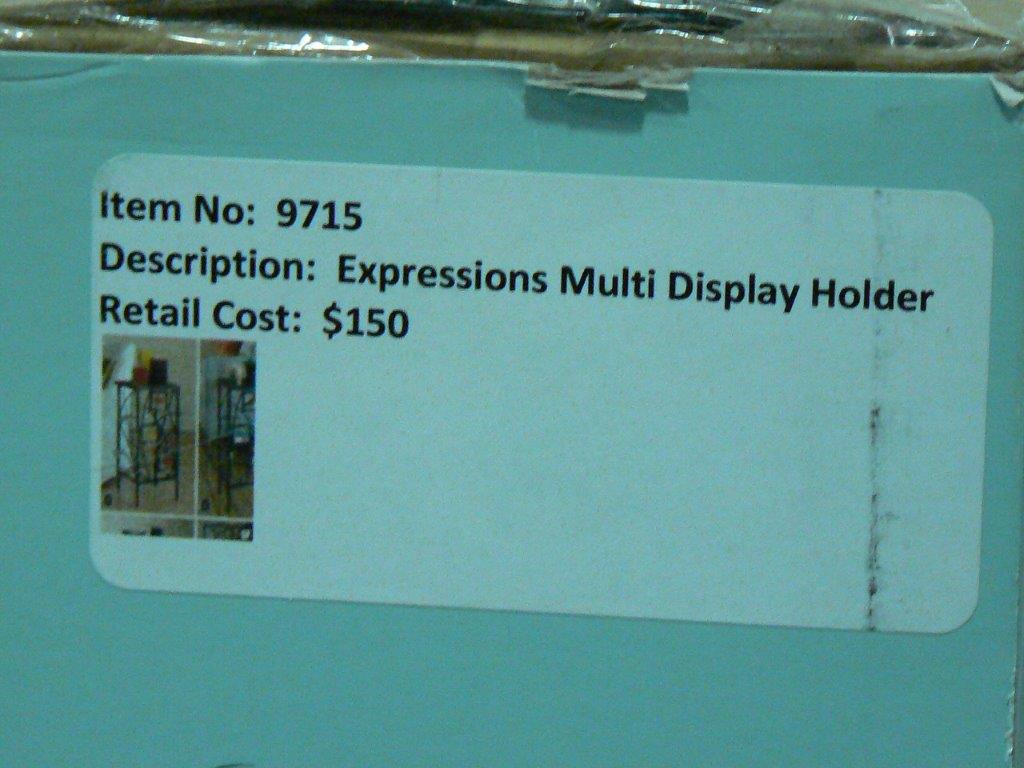 Item No: 9715
Description: Expressions Multi Display Holder
Retail Cost: $150